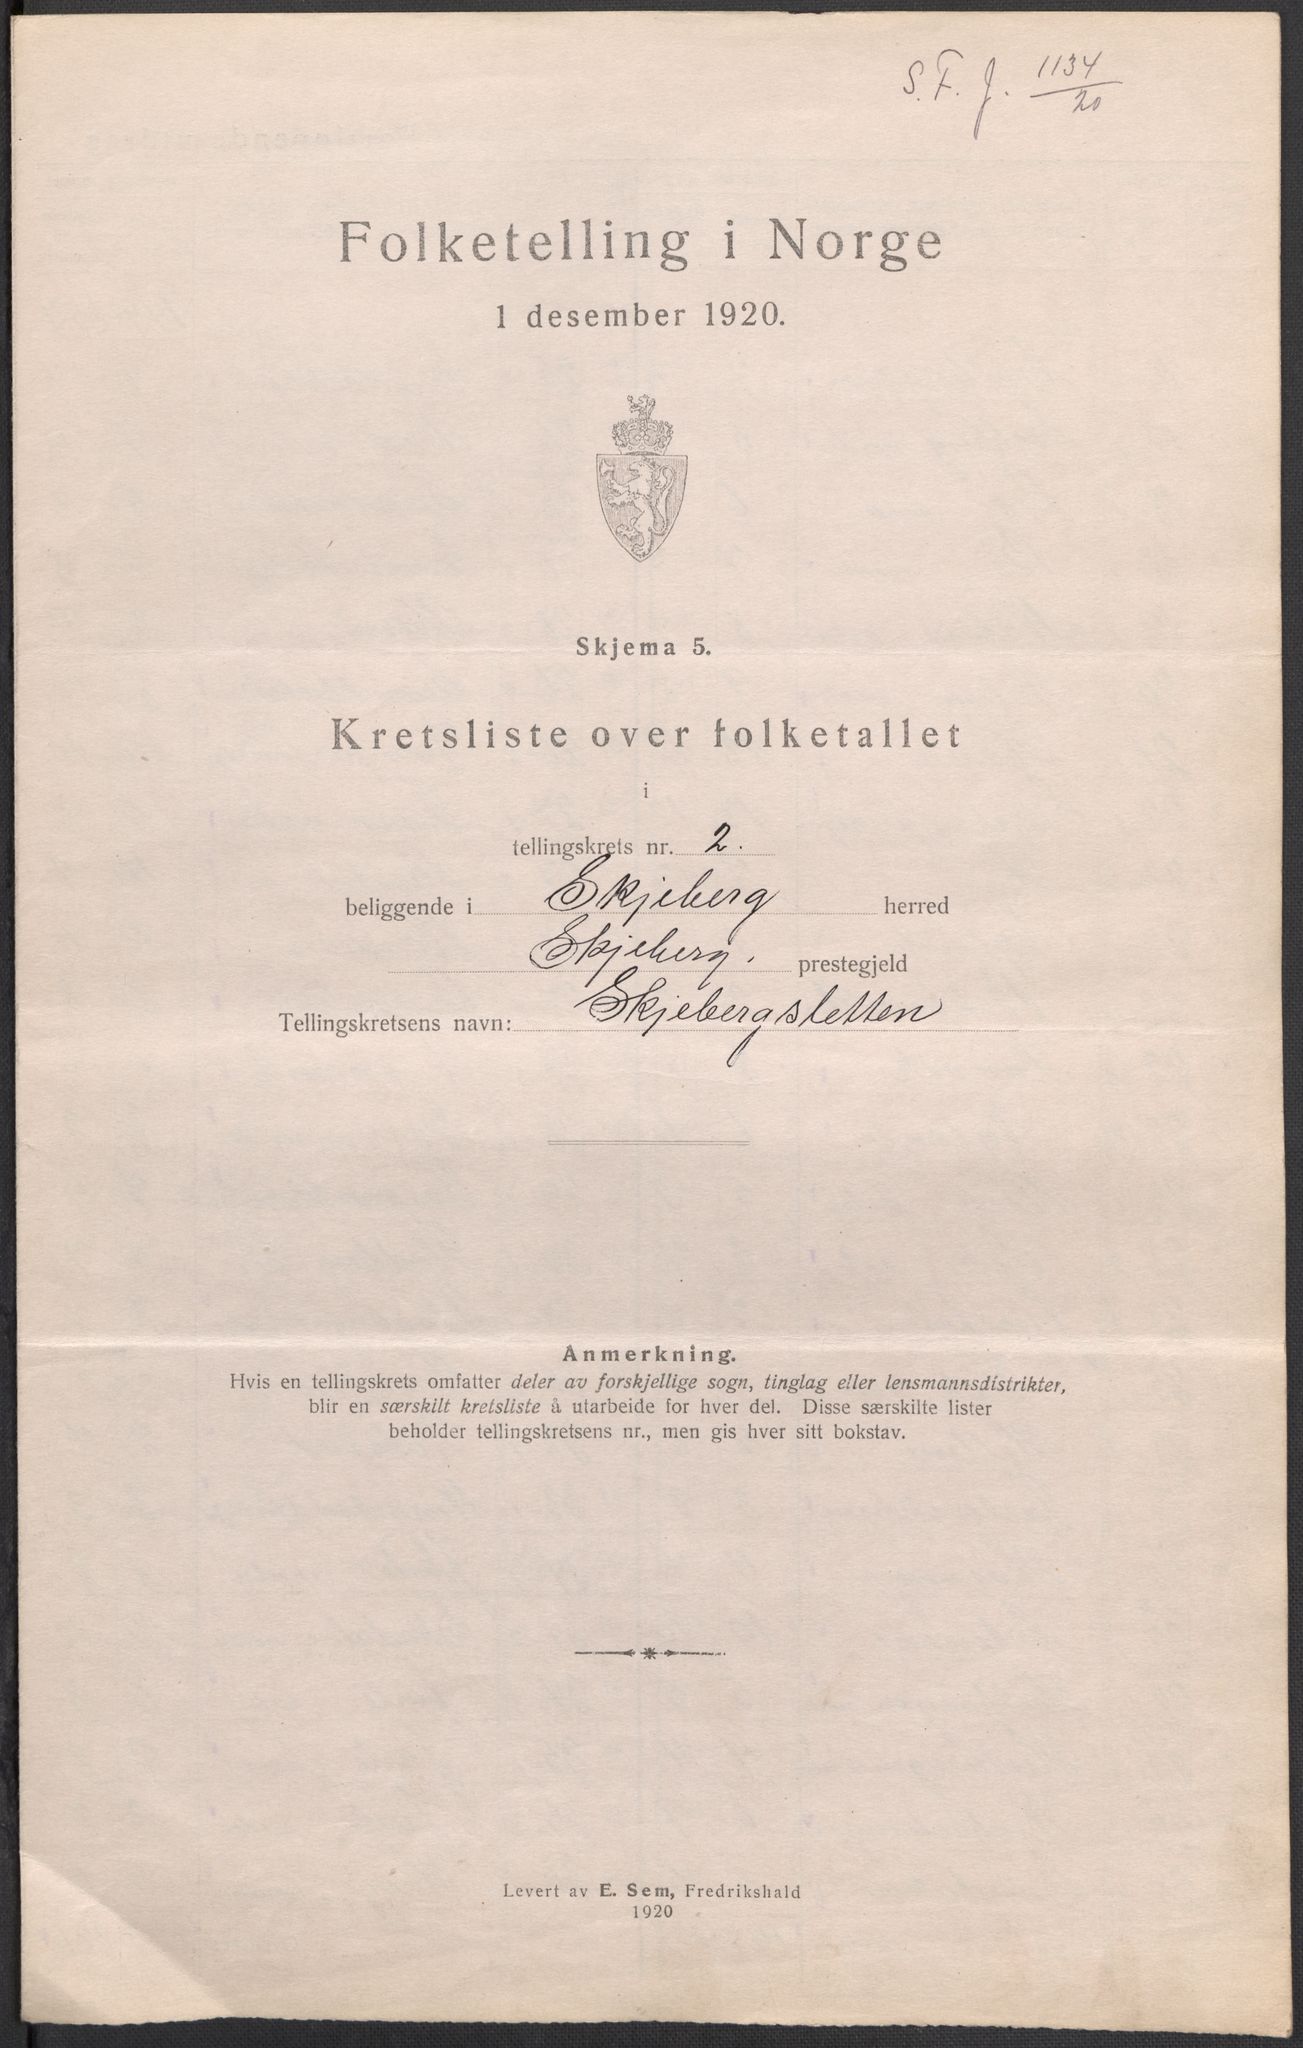 S. F. J. 1134/20
Folketelling i Norge
1 desember 1920.
Skjema 5.
Kretsliste over folketallet
i
tellingskrets nr. 2.
beliggende i Skjeberg herred
Skjeberg. prestegjeld
Tellingskretsens navn: Skjebergsletten
Anmerkning.
Hvis en tellingskrets omfatter deler av forskjellige sogn, tinglag eller lensmannsdistrikter,
blir en særskilt kretsliste å utarbeide for hver del. Disse særskilte lister
beholder tellingskretsens nr., men gis hver sitt bokstav.
Levert av E. Sem, Fredrikshald
1920